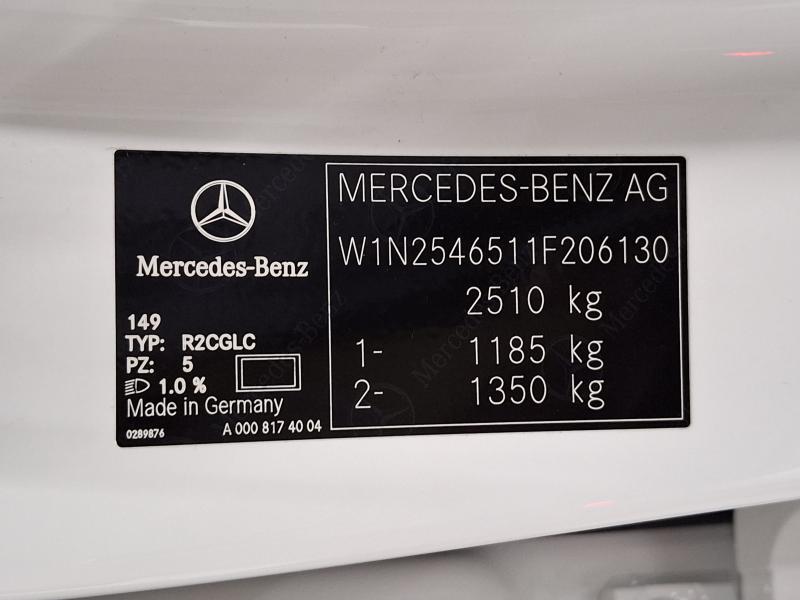 Mercedes-Benz
149
TYP: R2CGLC
PZ: 5
1.0 %
Made in Germany
0289876 A 000 817 40 04
MERCEDES-BENZ AG
W1N2546511F206130
2510 kg
1- 1185 kg
2- 1350 kg